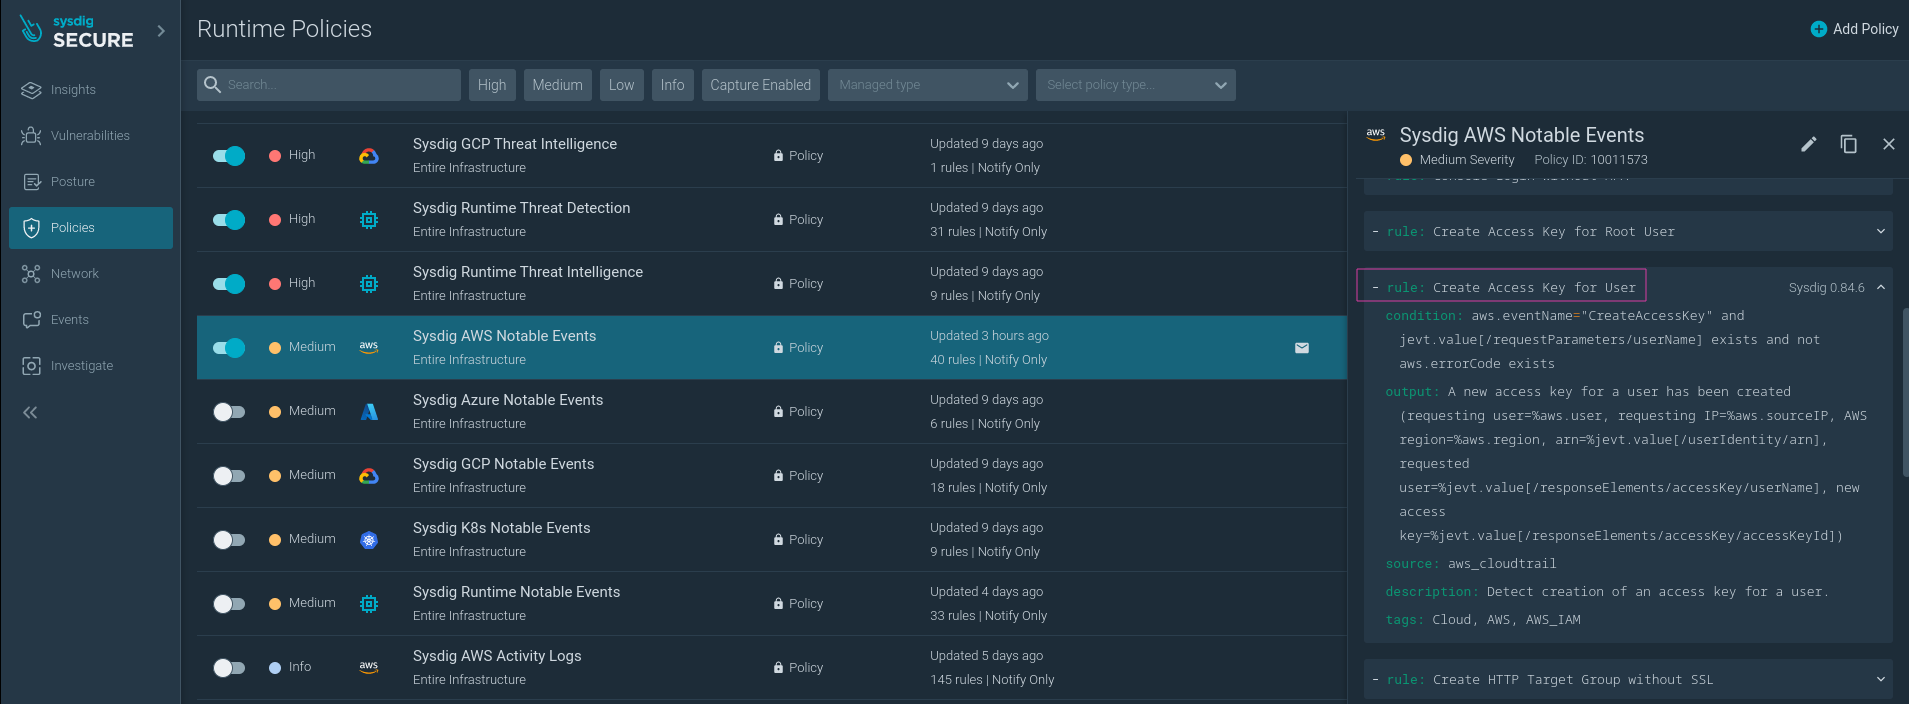 sysdig
SECURE
Insights
Vulnerabilities
Posture
Policies
Network
Events
Investigate
Runtime Policies
Add Policy
Search...
High
Medium
Low
Info
Capture Enabled
Managed type
Select policy type...
High
Sysdig GCP Threat Intelligence
Entire Infrastructure
Policy
Updated 9 days ago
1 rules | Notify Only
High
Sysdig Runtime Threat Detection
Entire Infrastructure
Policy
Updated 9 days ago
31 rules | Notify Only
High
Sysdig Runtime Threat Intelligence
Entire Infrastructure
Policy
Updated 9 days ago
9 rules | Notify Only
Medium
aws
Sysdig AWS Notable Events
Entire Infrastructure
Policy
Updated 3 hours ago
40 rules | Notify Only
Medium
Sysdig Azure Notable Events
Entire Infrastructure
Policy
Updated 9 days ago
6 rules | Notify Only
Medium
Sysdig GCP Notable Events
Entire Infrastructure
Policy
Updated 9 days ago
18 rules | Notify Only
Medium
Sysdig K8s Notable Events
Entire Infrastructure
Policy
Updated 9 days ago
9 rules | Notify Only
Medium
Sysdig Runtime Notable Events
Entire Infrastructure
Policy
Updated 4 days ago
33 rules | Notify Only
Info
aws
Sysdig AWS Activity Logs
Entire Infrastructure
Policy
Updated 5 days ago
145 rules | Notify Only
aws
Sysdig AWS Notable Events
Medium Severity Policy ID: 10011573
- rule: Create Access Key for Root User
- rule: Create Access Key for User
Sysdig 0.84.6
condition: aws.eventName="CreateAccessKey" and
jevt.value[/requestParameters/userName] exists and not
aws.errorCode exists
output: A new access key for a user has been created
(requesting user=%aws.user, requesting IP=%aws.sourceIP, AWS
region=%aws.region, arn=%jevt.value[/userIdentity/arn],
requested
user=%jevt.value[/responseElements/accessKey/userName], new
access
key=%jevt.value[/responseElements/accessKey/accessKeyId])
source: aws_cloudtrail
description: Detect creation of an access key for a user.
tags: Cloud, AWS, AWS_IAM
- rule: Create HTTP Target Group without SSL